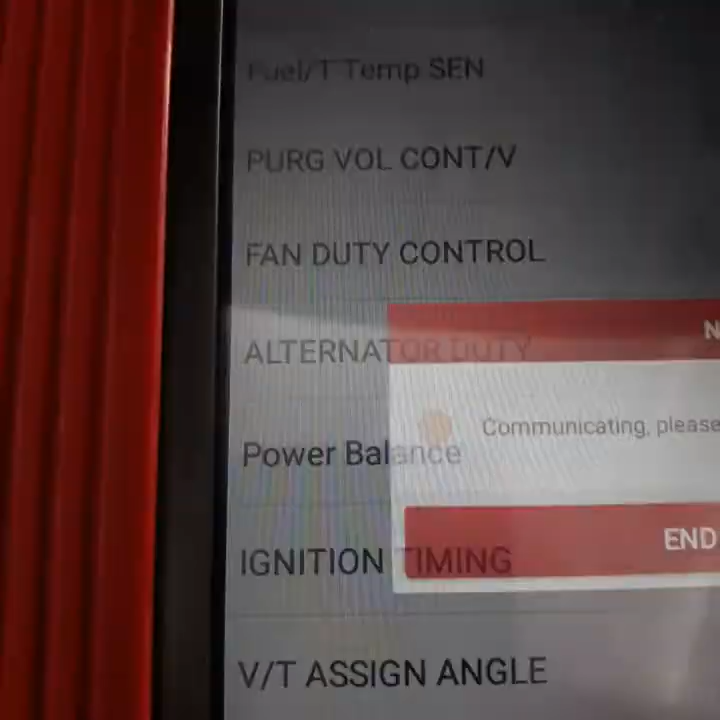 Fuel/T Temp SEN
PURG VOL CONT/V
FAN DUTY CONTROL
ALTERNATOR DUTY
Communicating, please
Power Balance
END
IGNITION TIMING
V/T ASSIGN ANGLE